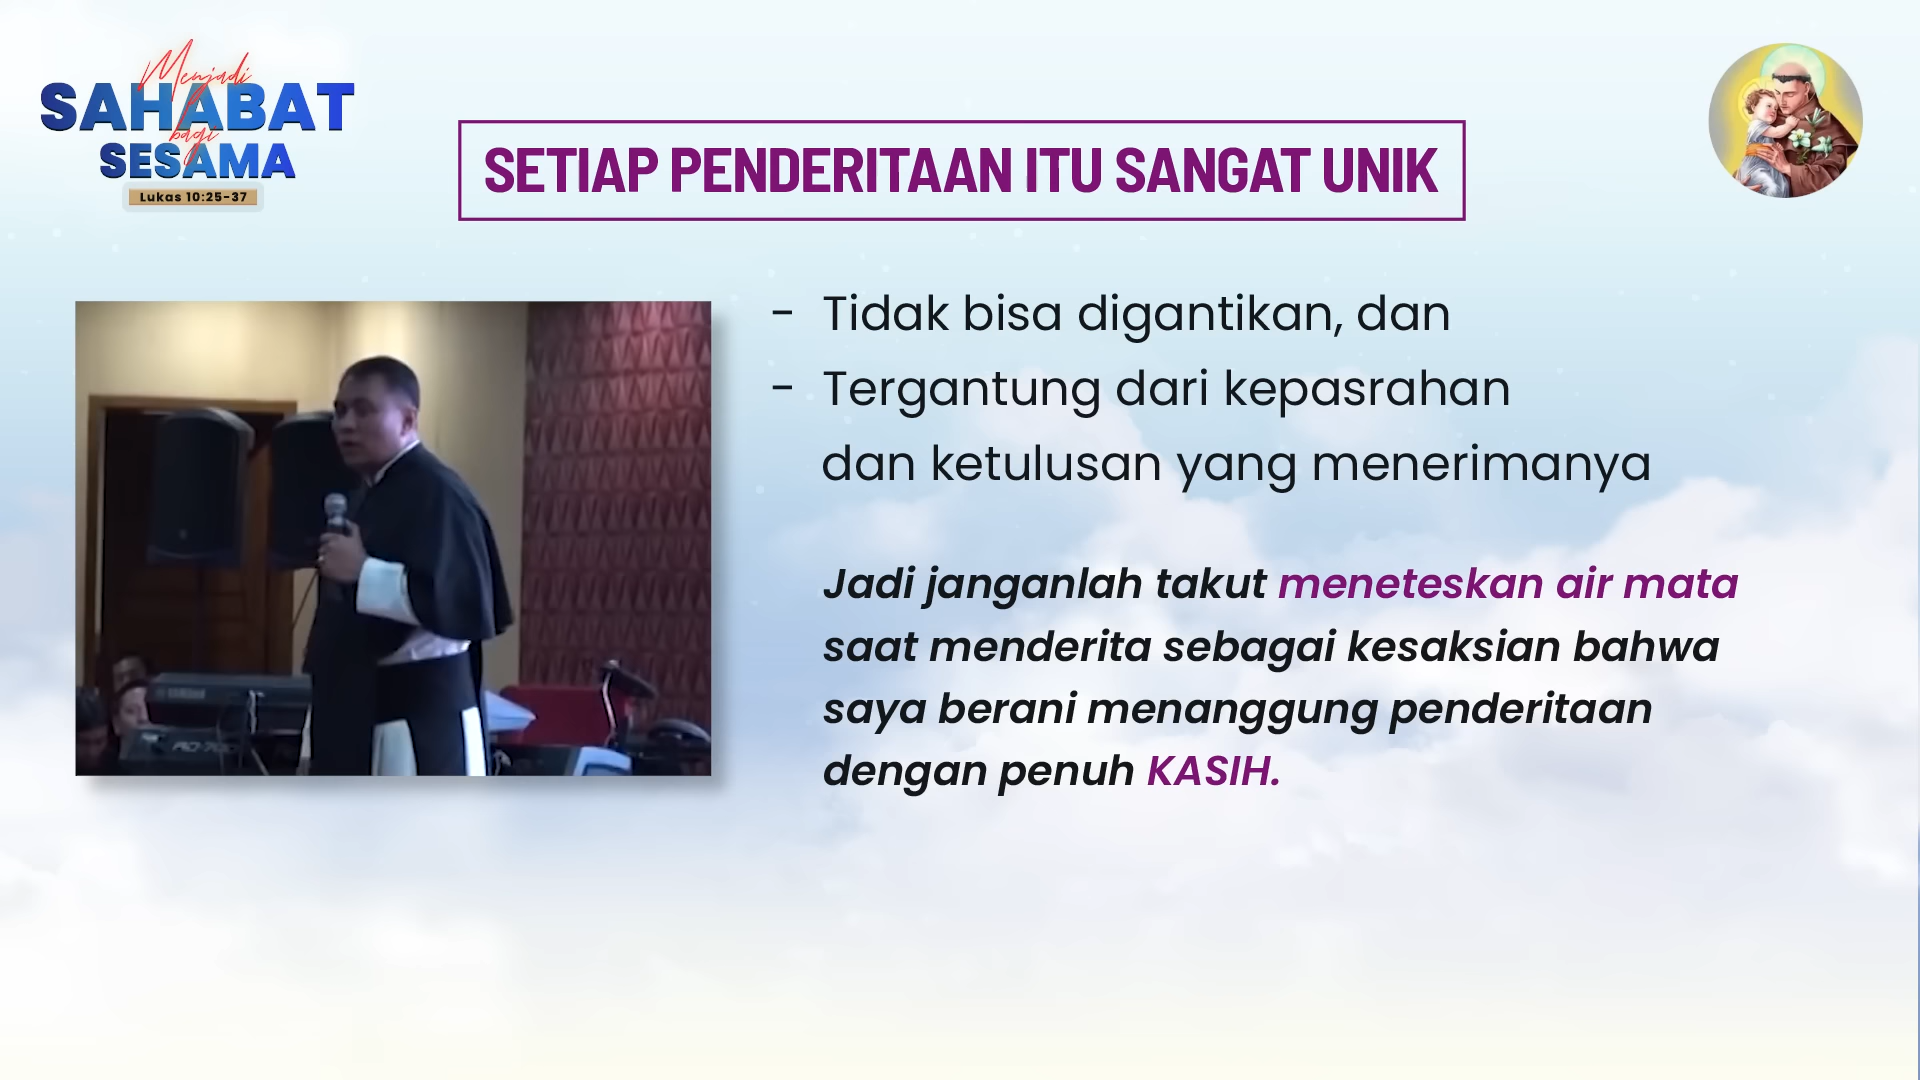 Menjadi
SAHABAT
bagi
SESAMA
Lukas 10:25-37
SETIAP PENDERITAAN ITU SANGAT UNIK
- Tidak bisa digantikan, dan
- Tergantung dari kepasrahan
dan ketulusan yang menerimanya
Jadi janganlah takut meneteskan air mata
saat menderita sebagai kesaksian bahwa
saya berani menanggung penderitaan
dengan penuh KASIH.